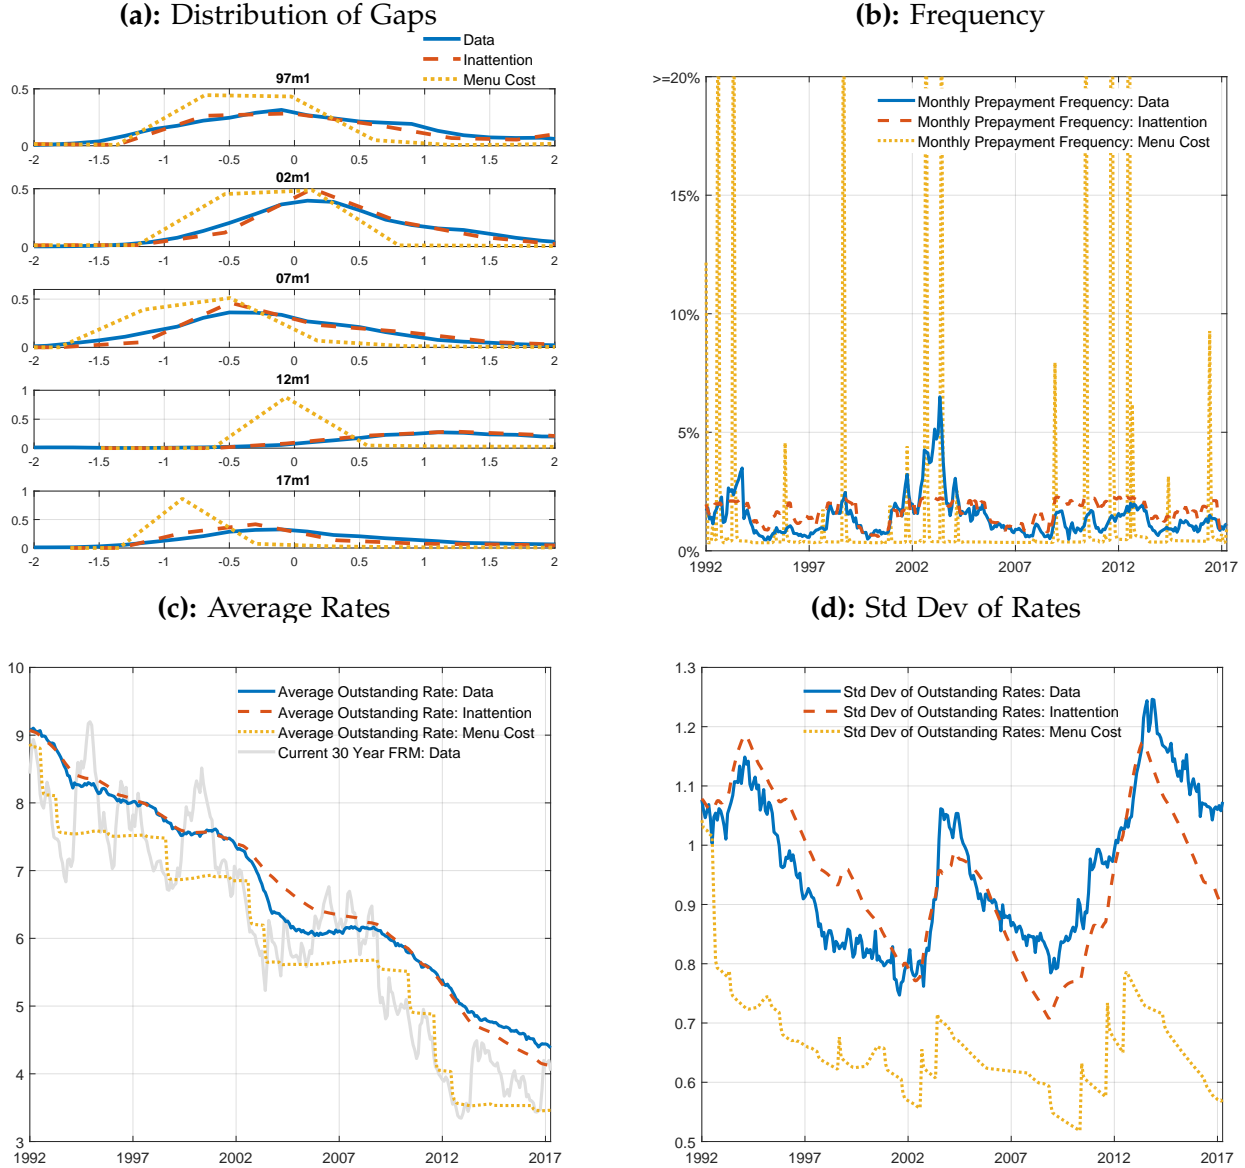 (a): Distribution of Gaps
Data
Inattention
Menu Cost
97m1
0.5
0
-2 -1.5 -1 -0.5 0 0.5 1 1.5 2
02m1
0.5
0
-2 -1.5 -1 -0.5 0 0.5 1 1.5 2
07m1
0.5
0
-2 -1.5 -1 -0.5 0 0.5 1 1.5 2
12m1
1
0.5
0
-2 -1.5 -1 -0.5 0 0.5 1 1.5 2
17m1
1
0.5
0
-2 -1.5 -1 -0.5 0 0.5 1 1.5 2
(b): Frequency
>=20%
Monthly Prepayment Frequency: Data
Monthly Prepayment Frequency: Inattention
Monthly Prepayment Frequency: Menu Cost
15%
10%
5%
0%
1992 1997 2002 2007 2012 2017
(c): Average Rates
10
Average Outstanding Rate: Data
Average Outstanding Rate: Inattention
Average Outstanding Rate: Menu Cost
Current 30 Year FRM: Data
9
8
7
6
5
4
3
1992 1997 2002 2007 2012 2017
(d): Std Dev of Rates
1.3
Std Dev of Outstanding Rates: Data
Std Dev of Outstanding Rates: Inattention
Std Dev of Outstanding Rates: Menu Cost
1.2
1.1
1
0.9
0.8
0.7
0.6
0.5
1992 1997 2002 2007 2012 2017